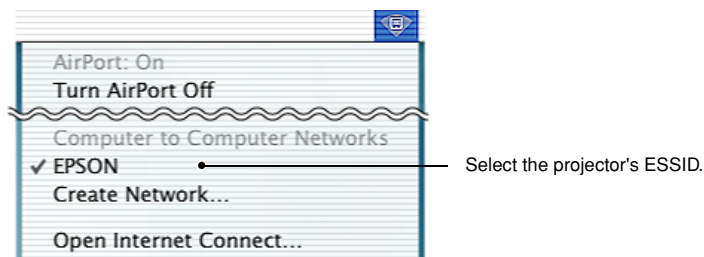 AirPort: On
Turn AirPort Off
Computer to Computer Networks
✓ EPSON
Select the projector's ESSID.
Create Network...
Open Internet Connect...